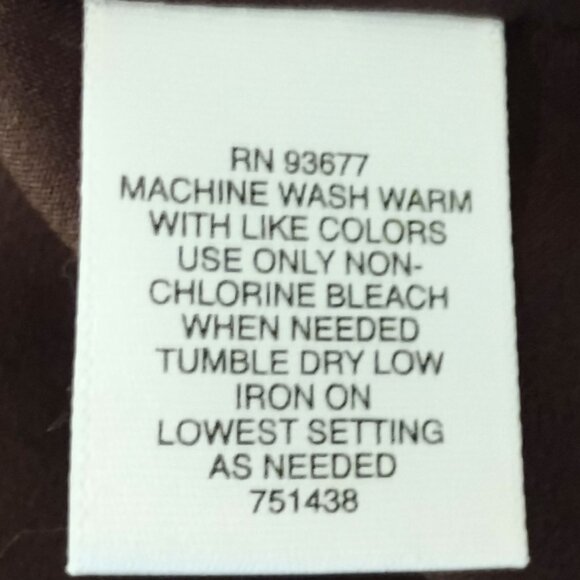 RN 93677
MACHINE WASH WARM
WITH LIKE COLORS
USE ONLY NON-
CHLORINE BLEACH
WHEN NEEDED
TUMBLE DRY LOW
IRON ON
LOWEST SETTING
AS NEEDED
751438